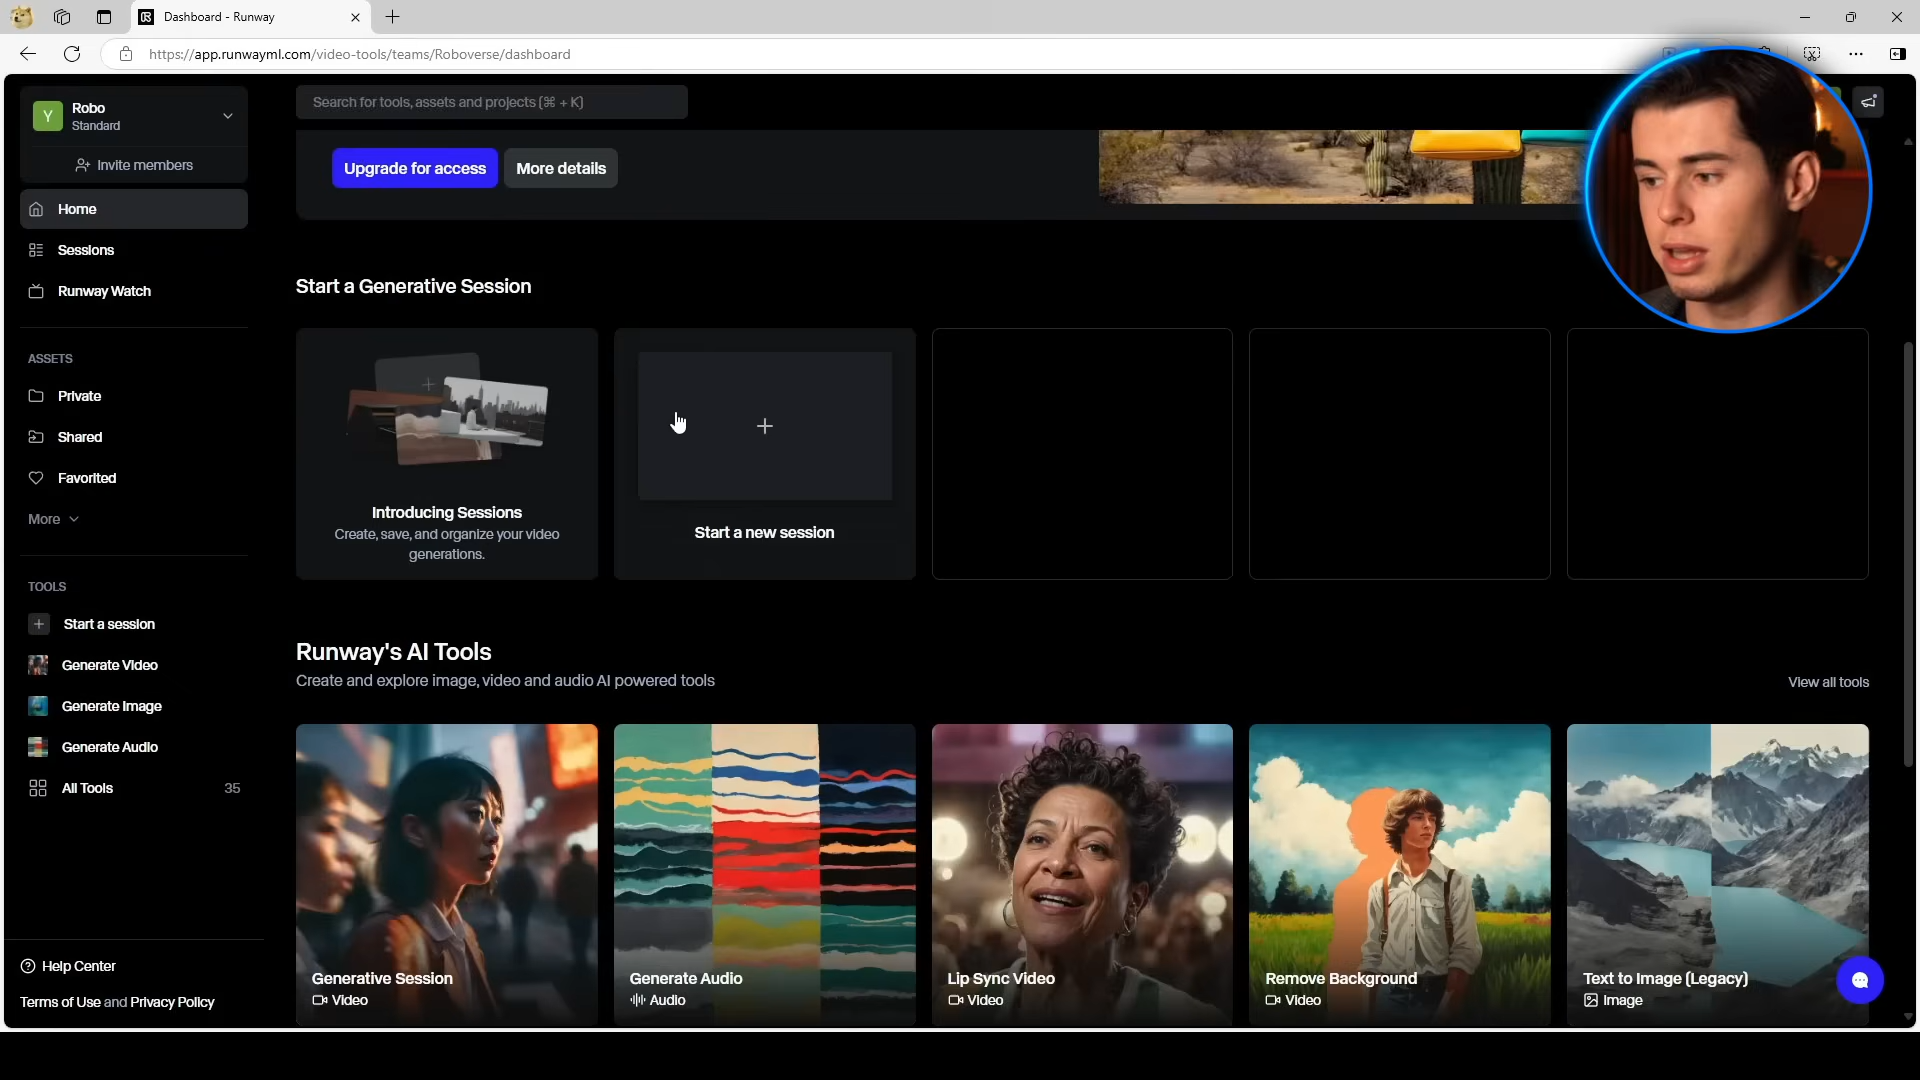 Dashboard - Runway
https://app.runwayml.com/video-tools/teams/Roboverse/dashboard
Y
Robo
Standard
Invite members
Home
Sessions
Runway Watch
ASSETS
Private
Shared
Favorited
More
TOOLS
Start a session
Generate Video
Generate Image
Generate Audio
All Tools 35
Help Center
Terms of Use and Privacy Policy
Search for tools, assets and projects (⌘ + K)
Upgrade for access More details
Start a Generative Session
Introducing Sessions
Create, save, and organize your video
generations.
Start a new session
Runway's AI Tools
Create and explore image, video and audio AI powered tools
View all tools
Generative Session
Video
Generate Audio
Audio
Lip Sync Video
Video
Remove Background
Video
Text to Image (Legacy)
Image